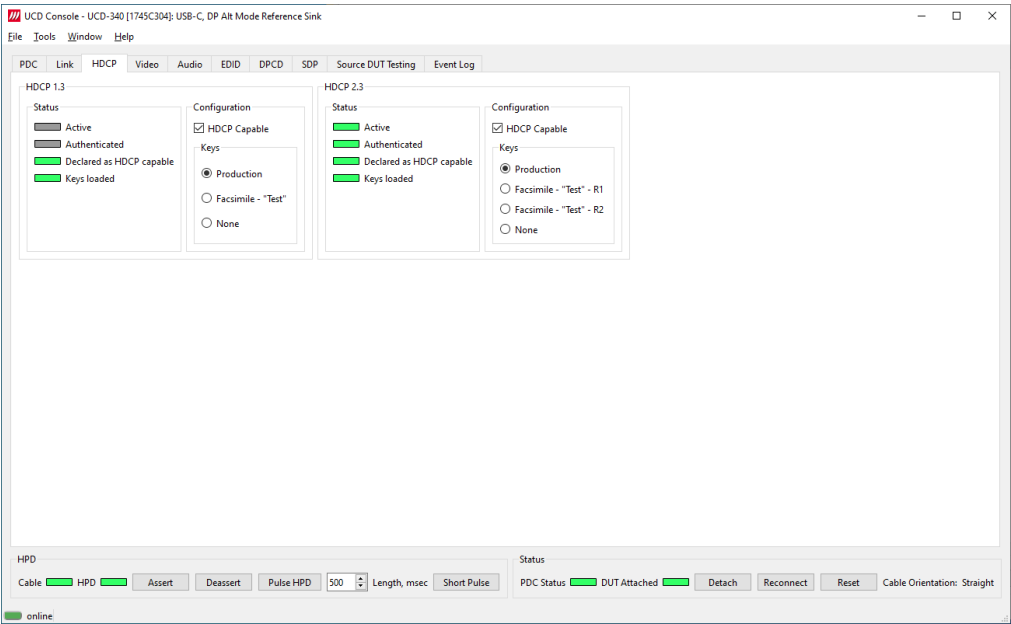 UCD Console - UCD-340 [1745C304]: USB-C, DP Alt Mode Reference Sink
File Tools Window Help
PDC Link HDCP Video Audio EDID DPCD SDP Source DUT Testing Event Log
HDCP 1.3
Status
Active
Authenticated
Declared as HDCP capable
Keys loaded
Configuration
HDCP Capable
Keys
Production
Facsimile - "Test"
None
HDCP 2.3
Status
Active
Authenticated
Declared as HDCP capable
Keys loaded
Configuration
HDCP Capable
Keys
Production
Facsimile - "Test" - R1
Facsimile - "Test" - R2
None
HPD
Cable HPD Assert Deassert Pulse HPD 500 Length, msec Short Pulse
Status
PDC Status DUT Attached Detach Reconnect Reset Cable Orientation: Straight
online